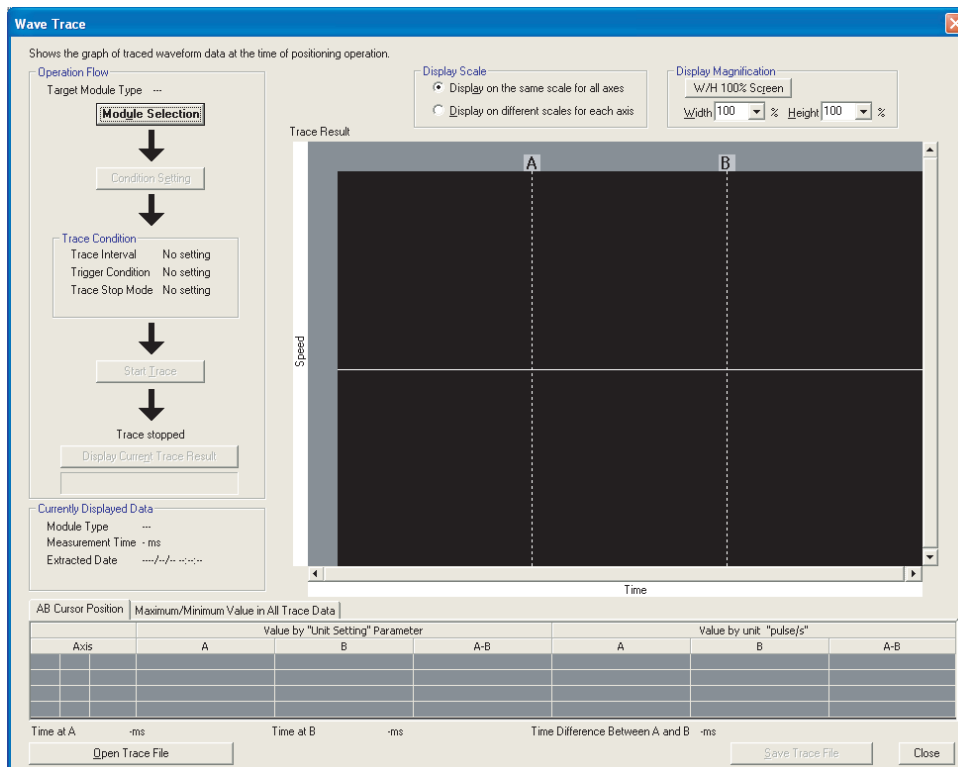 Wave Trace
Shows the graph of traced waveform data at the time of positioning operation.
Operation Flow
Target Module Type ---
Module Selection
Condition Setting
Trace Condition
Trace Interval No setting
Trigger Condition No setting
Trace Stop Mode No setting
Start Trace
Trace stopped
Display Current Trace Result
Currently Displayed Data
Module Type ---
Measurement Time - ms
Extracted Date ----/--/-- --:--:--
Display Scale
Display on the same scale for all axes
Display on different scales for each axis
Display Magnification
W/H 100% Screen
Width 100 % Height 100 %
Trace Result
A B
Speed
Time
AB Cursor Position Maximum/Minimum Value in All Trace Data
Value by "Unit Setting" Parameter Value by unit "pulse/s"
Axis A B A-B A B A-B
Time at A -ms Time at B -ms Time Difference Between A and B -ms
Open Trace File Save Trace File Close